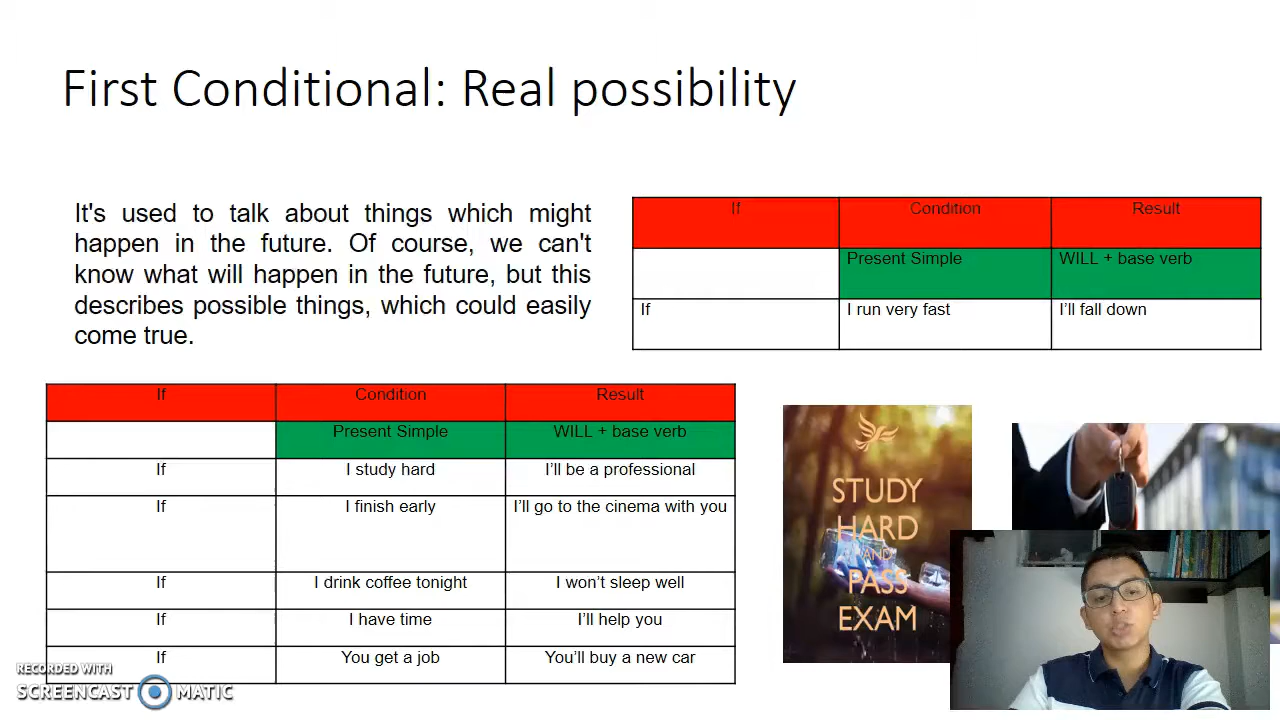 First Conditional: Real possibility
It's used to talk about things which might
happen in the future. Of course, we can't
know what will happen in the future, but this
describes possible things, which could easily
come true.
If Condition Result
Present Simple WILL + base verb
If I run very fast I'll fall down
If Condition Result
Present Simple WILL + base verb
If I study hard I'll be a professional
If I finish early I'll go to the cinema with you
If I drink coffee tonight I won't sleep well
If I have time I'll help you
If You get a job You'll buy a new car
STUDY
HARD
AND
PASS
EXAM
RECORDED WITH
SCREENCAST MATIC